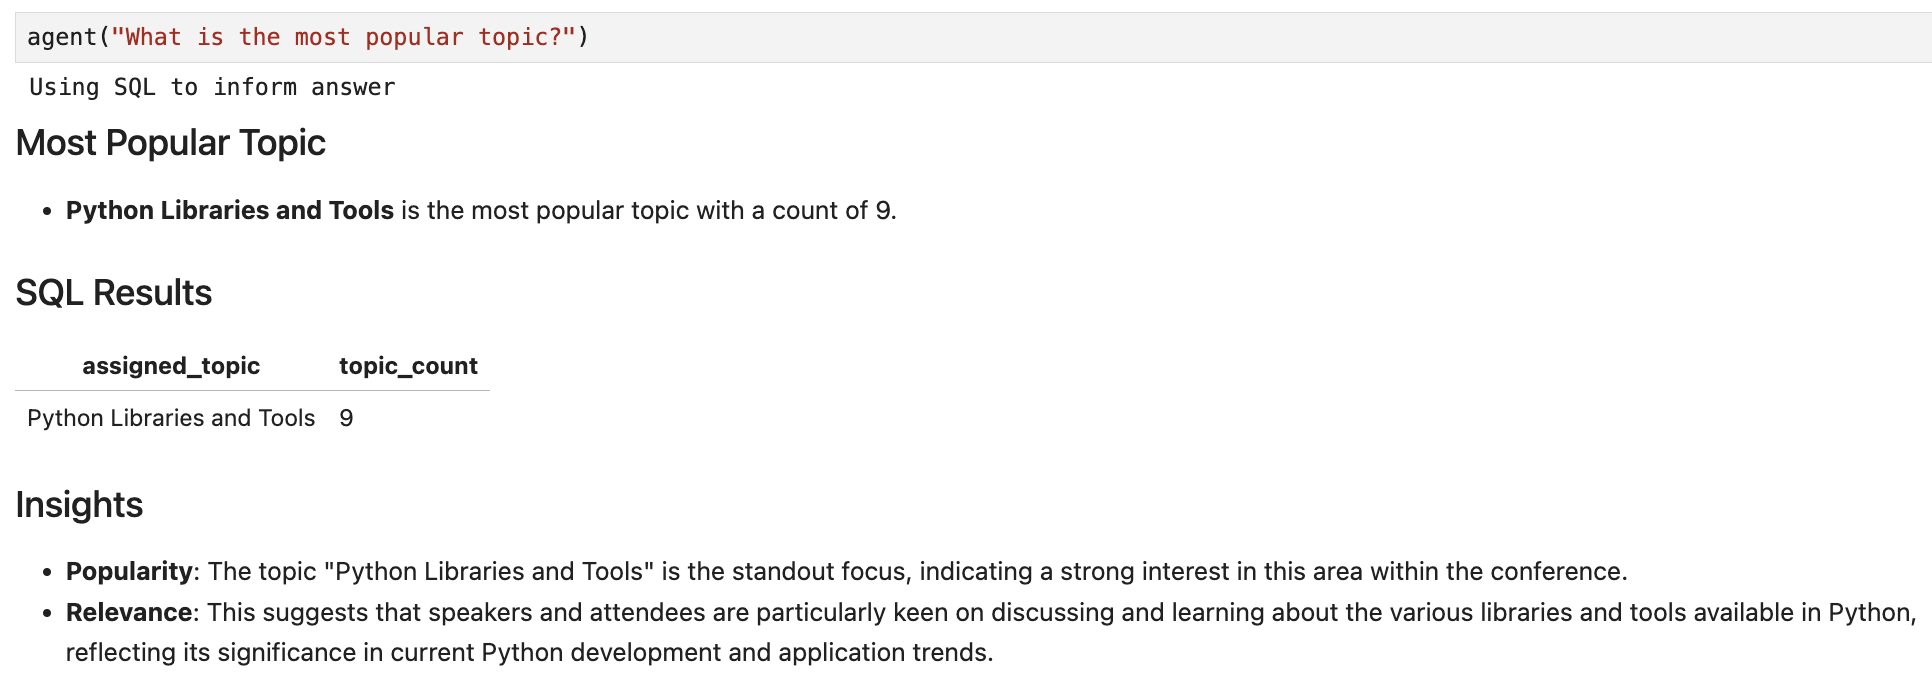 agent("What is the most popular topic?")
Using SQL to inform answer
Most Popular Topic
• Python Libraries and Tools is the most popular topic with a count of 9.
SQL Results
assigned_topic topic_count
Python Libraries and Tools 9
Insights
• Popularity: The topic "Python Libraries and Tools" is the standout focus, indicating a strong interest in this area within the conference.
• Relevance: This suggests that speakers and attendees are particularly keen on discussing and learning about the various libraries and tools available in Python,
reflecting its significance in current Python development and application trends.